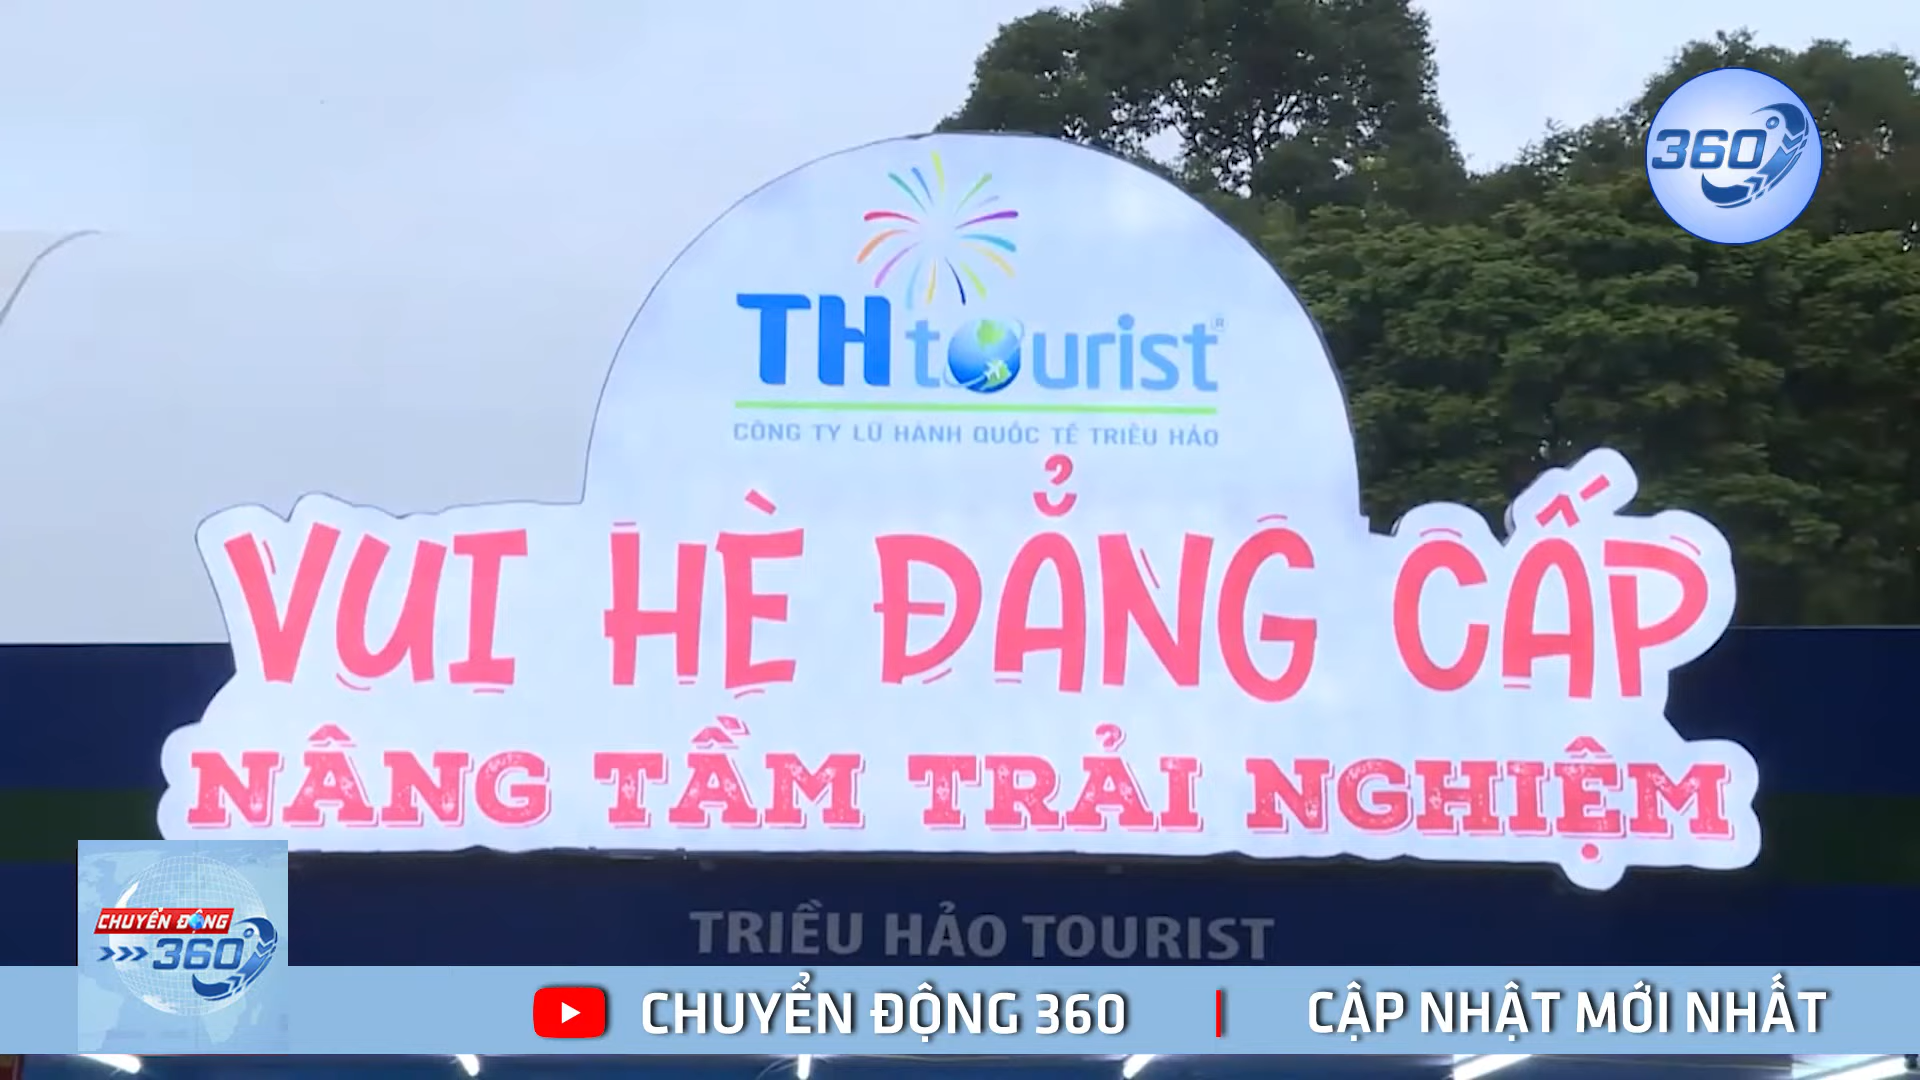 360°
TH tourist®
CÔNG TY LỮ HÀNH QUỐC TẾ TRIỀU HẢO
VUI HÈ ĐẲNG CẤP
NÂNG TẦM TRẢI NGHIỆM
TRIỀU HẢO TOURIST
CHUYỂN ĐỘNG
360°
CHUYỂN ĐỘNG 360 | CẬP NHẬT MỚI NHẤT